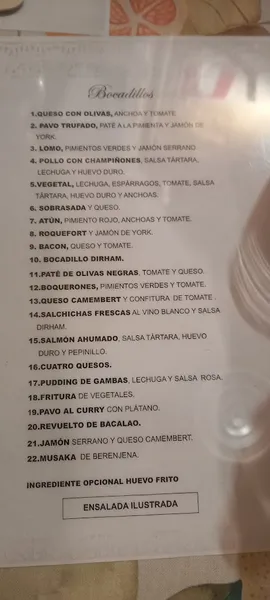 Bocadillos
1.QUESO CON OLIVAS, ANCHOA Y TOMATE
2. PAVO TRUFADO, PATÉ A LA PIMIENTA Y JAMÓN DE
YORK.
3. LOMO, PIMIENTOS VERDES Y JAMÓN SERRANO
4. POLLO CON CHAMPIÑONES, SALSA TÁRTARA,
LECHUGA Y HUEVO DURO.
5.VEGETAL, LECHUGA, ESPÁRRAGOS, TOMATE, SALSA
TÁRTARA, HUEVO DURO Y ANCHOAS.
6. SOBRASADA Y QUESO.
7. ATÚN, PIMIENTO ROJO, ANCHOAS Y TOMATE.
8. ROQUEFORT Y JAMÓN DE YORK.
9. BACON, QUESO Y TOMATE.
10. BOCADILLO DIRHAM.
11.PATÉ DE OLIVAS NEGRAS, TOMATE Y QUESO.
12.BOQUERONES, PIMIENTOS VERDES Y TOMATE.
13.QUESO CAMEMBERT Y CONFITURA DE TOMATE .
14.SALCHICHAS FRESCAS AL VINO BLANCO Y SALSA
DIRHAM.
15.SALMÓN AHUMADO, SALSA TÁRTARA, HUEVO
DURO Y PEPINILLO.
16.CUATRO QUESOS.
17.PUDDING DE GAMBAS, LECHUGA Y SALSA ROSA.
18.FRITURA DE VEGETALES.
19.PAVO AL CURRY CON PLÁTANO.
20.REVUELTO DE BACALAO.
21.JAMÓN SERRANO Y QUESO CAMEMBERT.
22.MUSAKA DE BERENJENA.
INGREDIENTE OPCIONAL HUEVO FRITO
ENSALADA ILUSTRADA